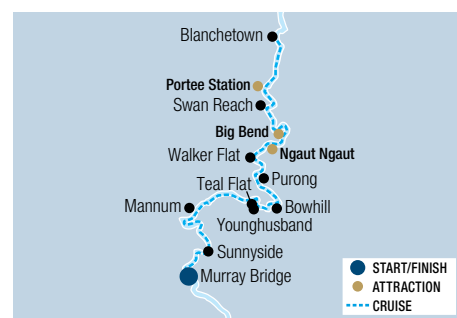 Blanchetown
Portee Station
Swan Reach
Big Bend
Walker Flat
Ngaut Ngaut
Teal Flat
Purong
Mannum
Bowhill
Younghusband
Sunnyside
Murray Bridge
START/FINISH
ATTRACTION
CRUISE